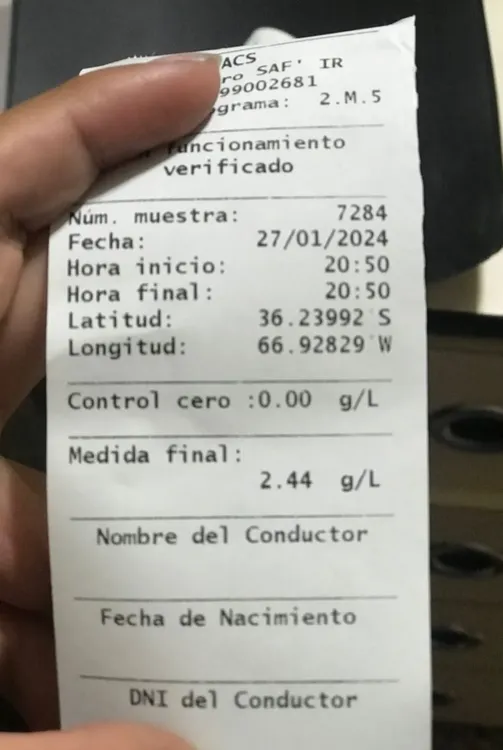 ACS
SAF' IR
99002681
2.M.5
funcionamiento
verificado
Núm. muestra: 7284
Fecha: 27/01/2024
Hora inicio: 20:50
Hora final: 20:50
Latitud: 36.23992 S
Longitud: 66.92829 W
Control cero :0.00 g/L
Medida final:
2.44 g/L
Nombre del Conductor
Fecha de Nacimiento
DNI del Conductor